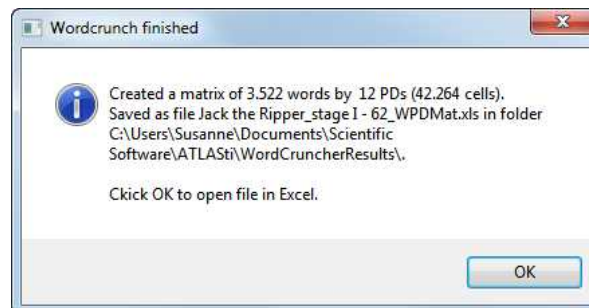 Wordcrunch finished
Created a matrix of 3.522 words by 12 PDs (42.264 cells).
Saved as file Jack the Ripper_stage I - 62_WPDMat.xls in folder
C:\Users\Susanne\Documents\Scientific
Software\ATLASti\WordCruncherResults\.
Ckick OK to open file in Excel.
OK